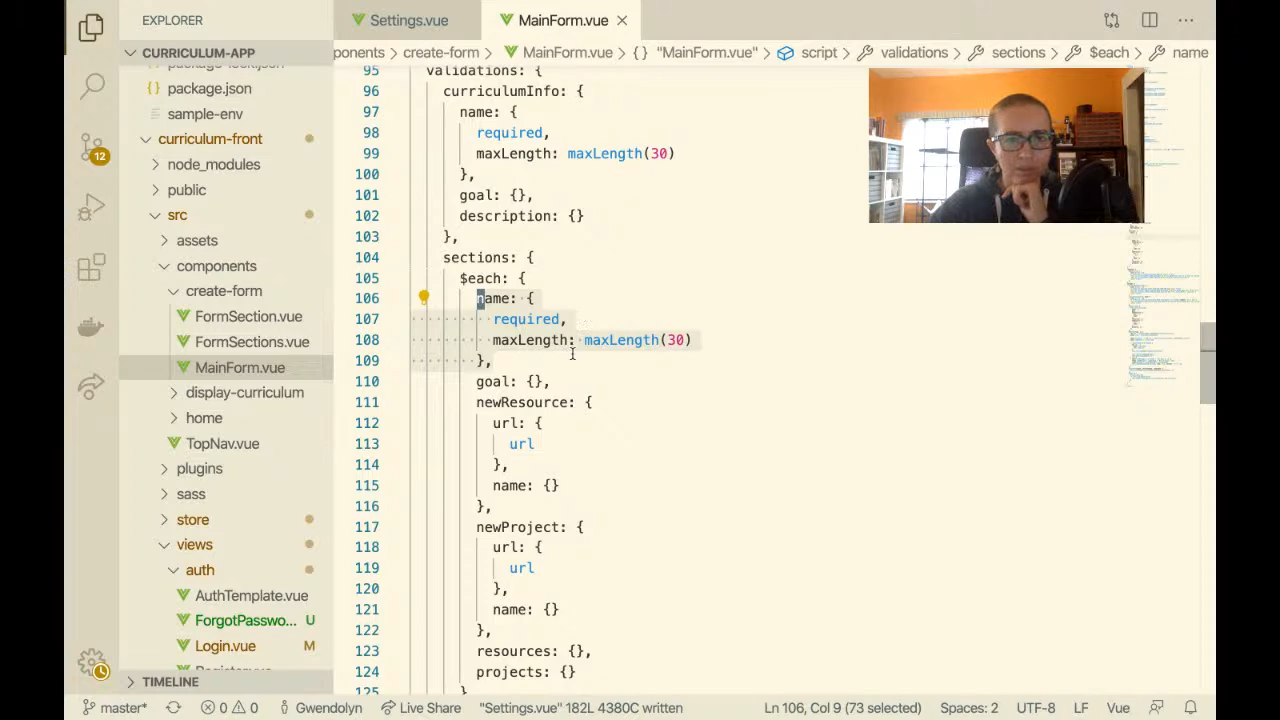 EXPLORER
Settings.vue
MainForm.vue
CURRICULUM-APP
ponents > create-form > MainForm.vue > {} "MainForm.vue" > script > validations > sections > $each > name
package.json
sample-env
curriculum-front
node_modules
public
src
assets
components
create-form
FormSection.vue
FormSections.vue
MainForm.vue
display-curriculum
home
TopNav.vue
plugins
sass
store
views
auth
AuthTemplate.vue
ForgotPasswo... U
Login.vue M
TIMELINE
12
95 validations: {
96 curriculumInfo: {
97 name: {
98 required,
99 maxLength: maxLength(30)
100 },
101 goal: {},
102 description: {}
103 },
104 sections: {
105 $each: {
106 name: {
107 required,
108 maxLength: maxLength(30)
109 },
110 goal: {},
111 newResource: {
112 url: {
113 url
114 },
115 name: {}
116 },
117 newProject: {
118 url: {
119 url
120 },
121 name: {}
122 },
123 resources: {},
124 projects: {}
125 }
master* 0 0 Gwendolyn Live Share "Settings.vue" 182L 4380C written Ln 106, Col 9 (73 selected) Spaces: 2 UTF-8 LF Vue